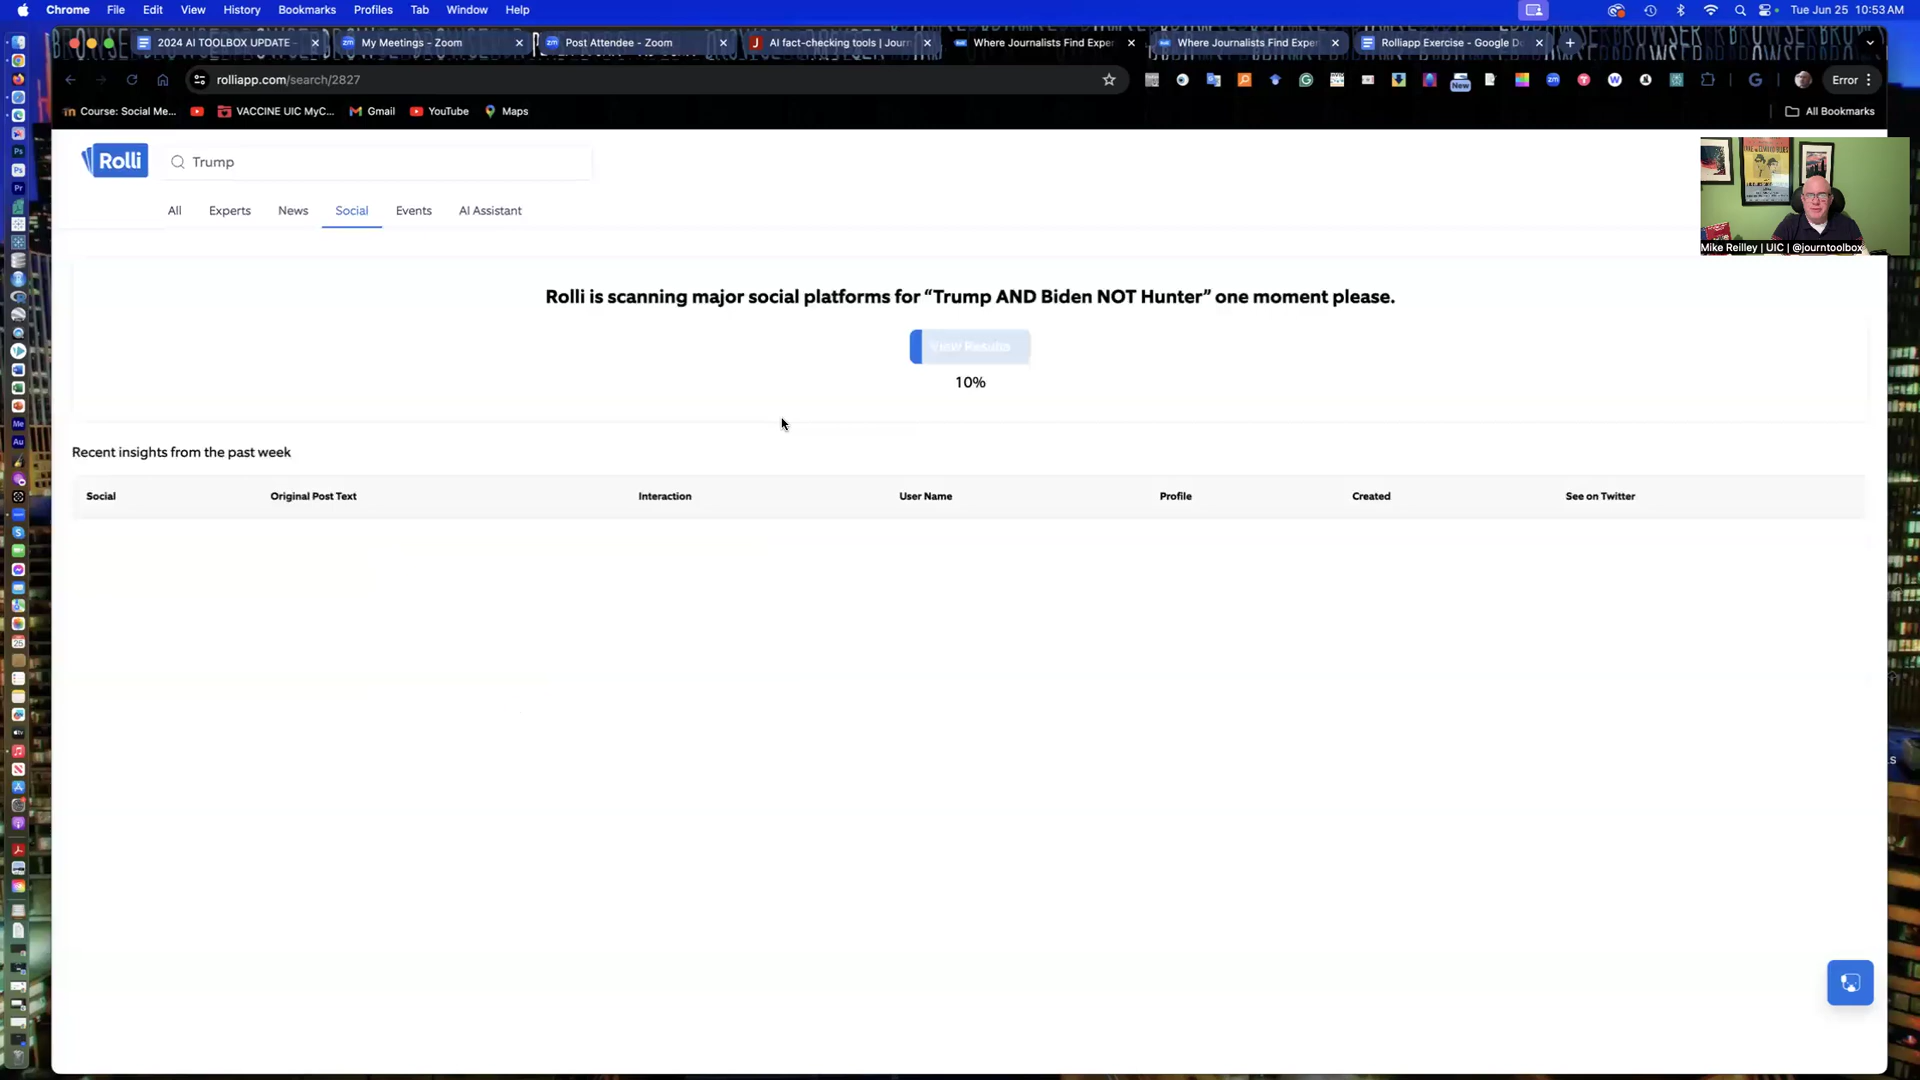 Chrome File Edit View History Bookmarks Profiles Tab Window Help Tue Jun 25 10:53 AM
2024 AI TOOLBOX UPDATE - My Meetings - Zoom Post Attendee - Zoom AI fact-checking tools | Journ Where Journalists Find Exper Where Journalists Find Exper Rolliapp Exercise - Google Do
rolliapp.com/search/2827 New Error
Course: Social Me... VACCINE UIC MyC... Gmail YouTube Maps All Bookmarks
Rolli Trump
All Experts News Social Events AI Assistant
Mike Reilley | UIC | @journtoolbox
Rolli is scanning major social platforms for “Trump AND Biden NOT Hunter” one moment please.
View Results
10%
Recent insights from the past week
Social Original Post Text Interaction User Name Profile Created See on Twitter